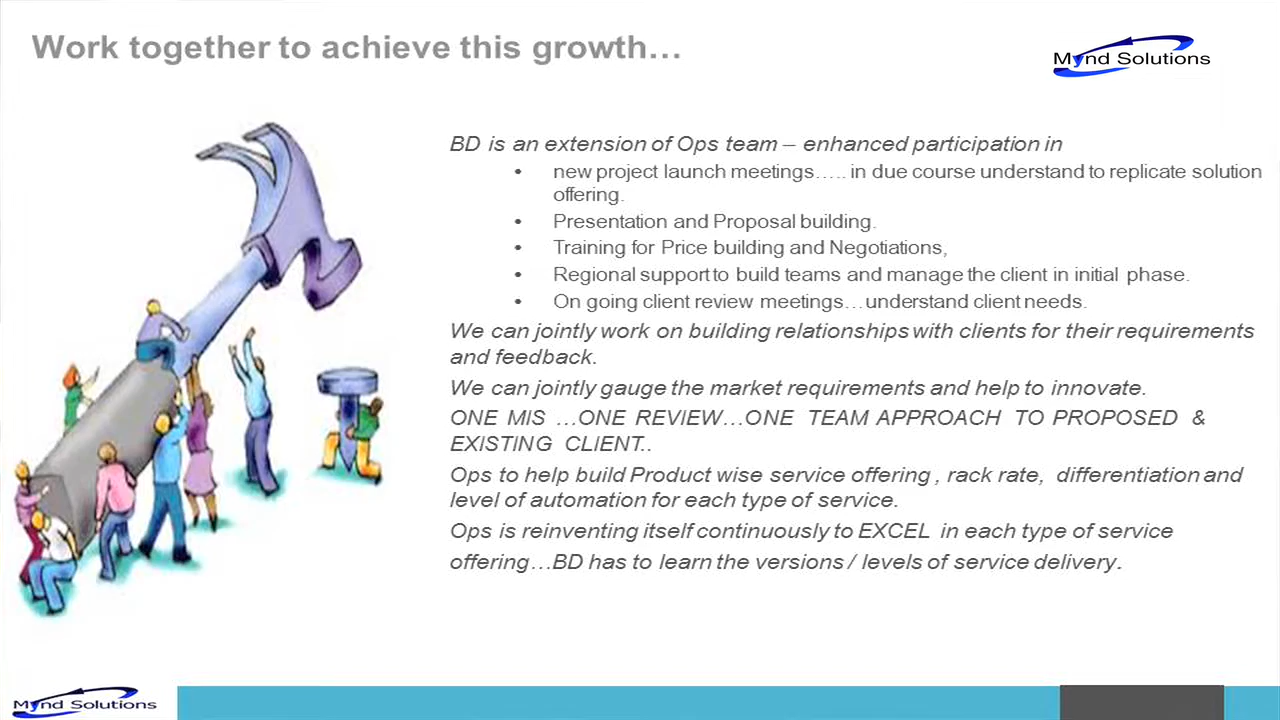 Work together to achieve this growth…
Mynd Solutions
BD is an extension of Ops team – enhanced participation in
• new project launch meetings….. in due course understand to replicate solution
offering.
• Presentation and Proposal building.
• Training for Price building and Negotiations,
• Regional support to build teams and manage the client in initial phase.
• On going client review meetings…understand client needs.
We can jointly work on building relationships with clients for their requirements
and feedback.
We can jointly gauge the market requirements and help to innovate.
ONE MIS …ONE REVIEW…ONE TEAM APPROACH TO PROPOSED &
EXISTING CLIENT..
Ops to help build Product wise service offering , rack rate, differentiation and
level of automation for each type of service.
Ops is reinventing itself continuously to EXCEL in each type of service
offering…BD has to learn the versions / levels of service delivery.
Mynd Solutions